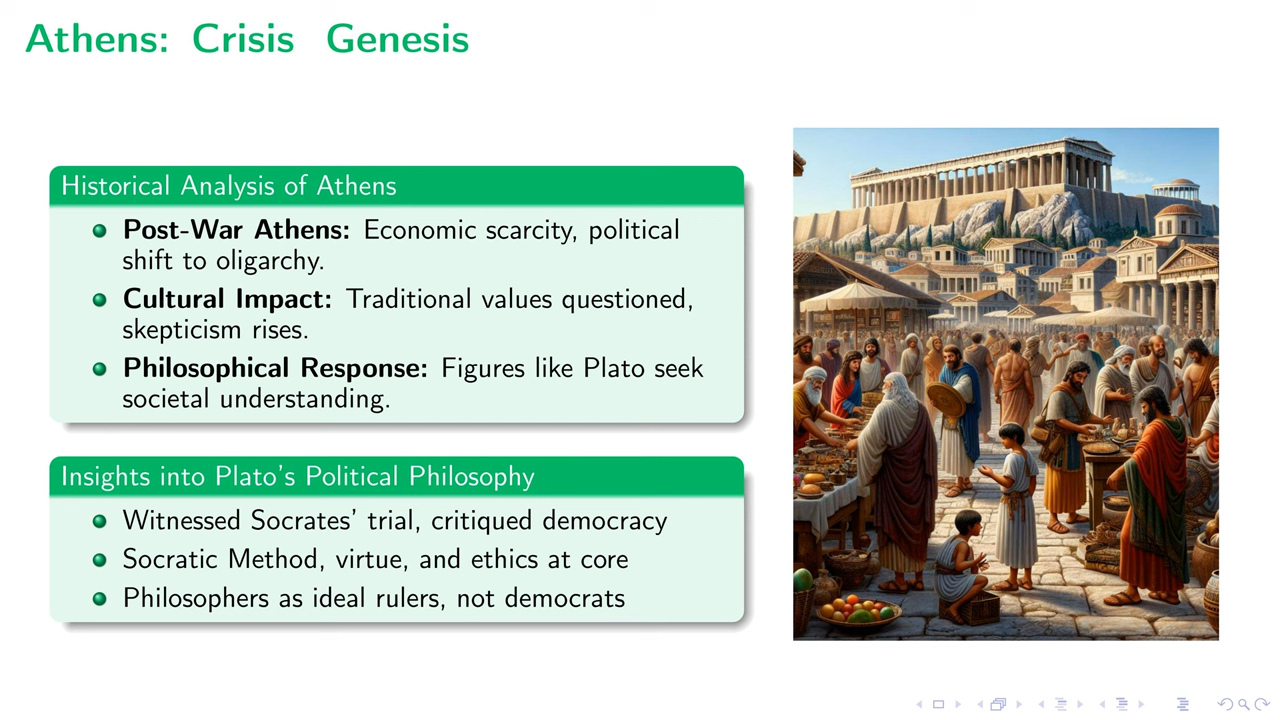 Athens: Crisis Genesis
Historical Analysis of Athens
Post-War Athens: Economic scarcity, political
shift to oligarchy.
Cultural Impact: Traditional values questioned,
skepticism rises.
Philosophical Response: Figures like Plato seek
societal understanding.
Insights into Plato's Political Philosophy
Witnessed Socrates' trial, critiqued democracy
Socratic Method, virtue, and ethics at core
Philosophers as ideal rulers, not democrats